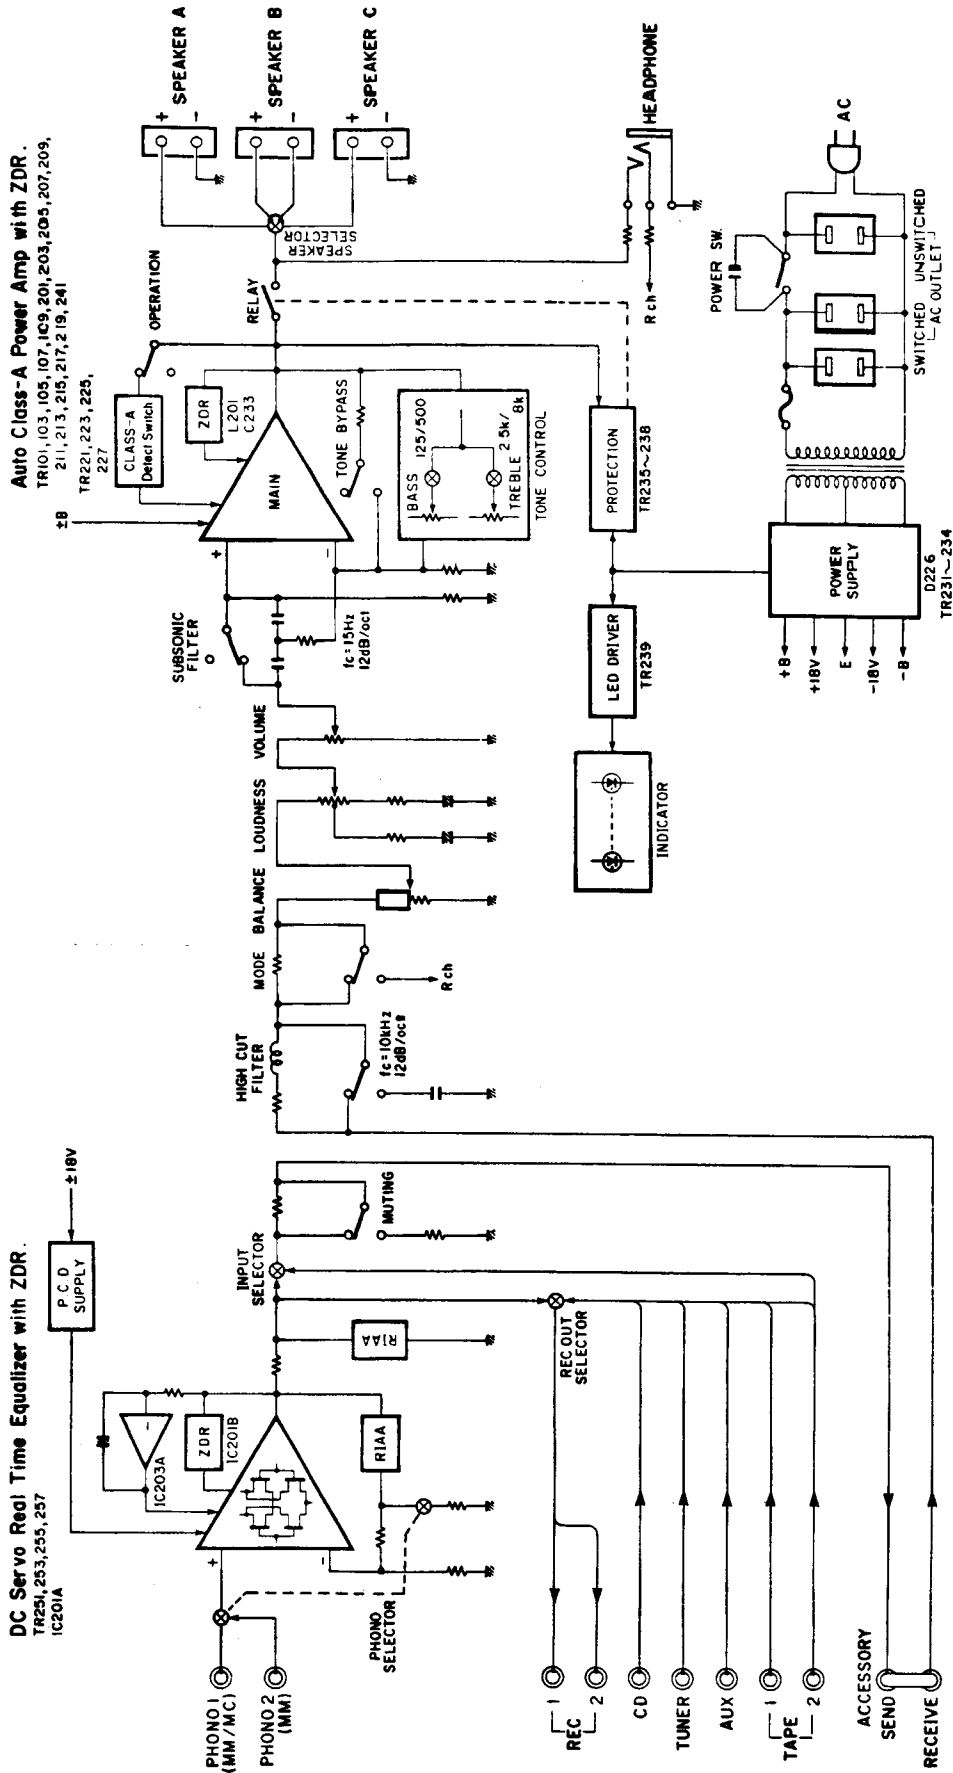 DC Servo Real Time Equalizer with ZDR.
TR251, 253, 255, 257
IC201A
P.C.D
SUPPLY
±18V
IC203A
ZDR
IC201B
+
-
-
RIAA
RIAA
PHONO 1
(MM/MC)
PHONO 2
(MM)
PHONO
SELECTOR
INPUT
SELECTOR
MUTING
REC OUT
SELECTOR
1
REC
2
CD
TUNER
AUX
1
TAPE
2
ACCESSORY
SEND
RECEIVE
HIGH CUT
FILTER
fc=10kHz
12dB/oct
MODE
R ch
BALANCE
LOUDNESS
VOLUME
SUBSONIC
FILTER
fc=15Hz
12dB/oct
Auto Class-A Power Amp with ZDR.
TR101, 103, 105, 107, 109, 201, 203, 205, 207, 209,
211, 213, 215, 217, 219, 241
TR221, 223, 225,
227
±B
CLASS-A
Detect Switch
OPERATION
ZDR
L201
C233
+
-
MAIN
TONE BYPASS
BASS
125/500
TREBLE
2.5k/
8k
TONE CONTROL
RELAY
SPEAKER
SELECTOR
+
-
SPEAKER A
+
-
SPEAKER B
+
-
SPEAKER C
HEADPHONE
R ch
PROTECTION
TR235~238
LED DRIVER
TR239
INDICATOR
POWER
SUPPLY
D226
TR231~234
+B
+18V
E
-18V
-B
POWER SW.
SWITCHED
UNSWITCHED
AC OUTLET
AC